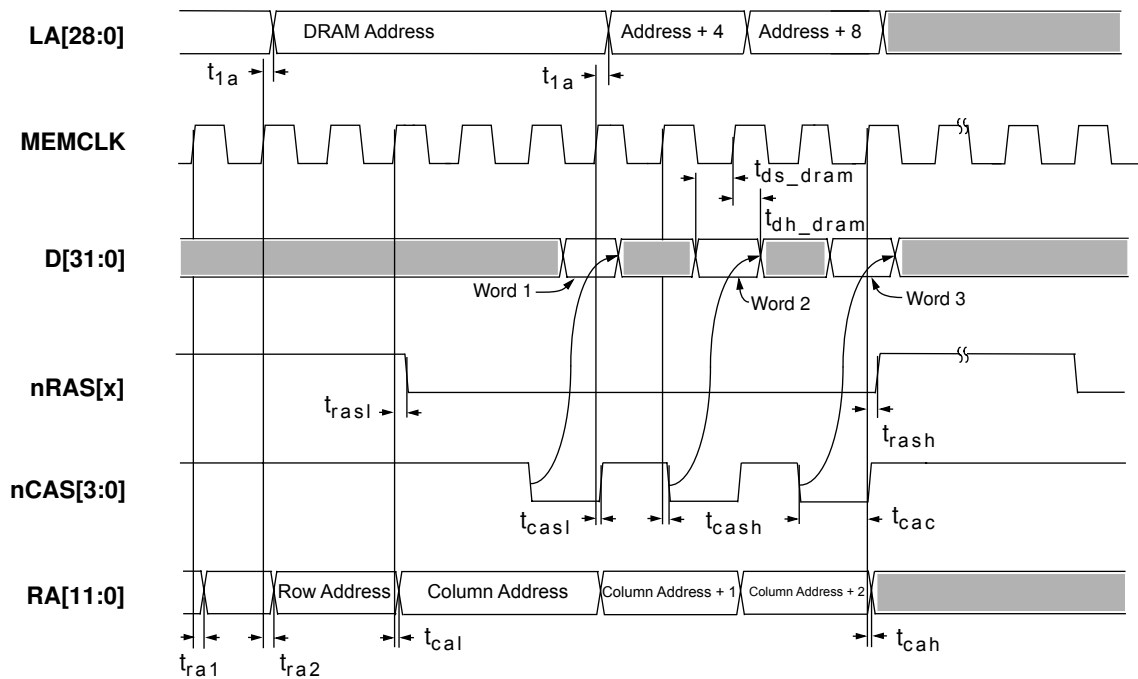 LA[28:0]
DRAM Address
Address + 4
Address + 8
t1a
t1a
MEMCLK
tds_dram
tdh_dram
D[31:0]
Word 1
Word 2
Word 3
nRAS[x]
trasl
trash
nCAS[3:0]
tcasl
tcash
tcac
RA[11:0]
Row Address
Column Address
Column Address + 1
Column Address + 2
tra1
tra2
tcal
tcah